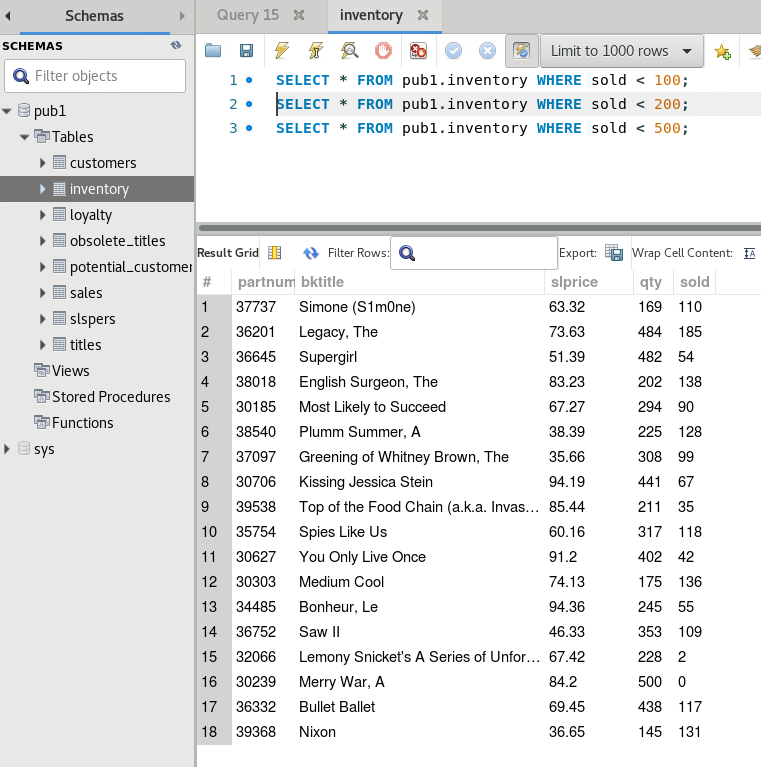 Schemas
Query 15
inventory
SCHEMAS
Filter objects
pub1
Tables
customers
inventory
loyalty
obsolete_titles
potential_customer
sales
slspers
titles
Views
Stored Procedures
Functions
sys
Limit to 1000 rows
1 SELECT * FROM pub1.inventory WHERE sold < 100;
2 SELECT * FROM pub1.inventory WHERE sold < 200;
3 SELECT * FROM pub1.inventory WHERE sold < 500;
Result Grid Filter Rows: Export: Wrap Cell Content: IA
# partnum bktitle slprice qty sold
1 37737 Simone (S1m0ne) 63.32 169 110
2 36201 Legacy, The 73.63 484 185
3 36645 Supergirl 51.39 482 54
4 38018 English Surgeon, The 83.23 202 138
5 30185 Most Likely to Succeed 67.27 294 90
6 38540 Plumm Summer, A 38.39 225 128
7 37097 Greening of Whitney Brown, The 35.66 308 99
8 30706 Kissing Jessica Stein 94.19 441 67
9 39538 Top of the Food Chain (a.k.a. Invas... 85.44 211 35
10 35754 Spies Like Us 60.16 317 118
11 30627 You Only Live Once 91.2 402 42
12 30303 Medium Cool 74.13 175 136
13 34485 Bonheur, Le 94.36 245 55
14 36752 Saw II 46.33 353 109
15 32066 Lemony Snicket's A Series of Unfor... 67.42 228 2
16 30239 Merry War, A 84.2 500 0
17 36332 Bullet Ballet 69.45 438 117
18 39368 Nixon 36.65 145 131